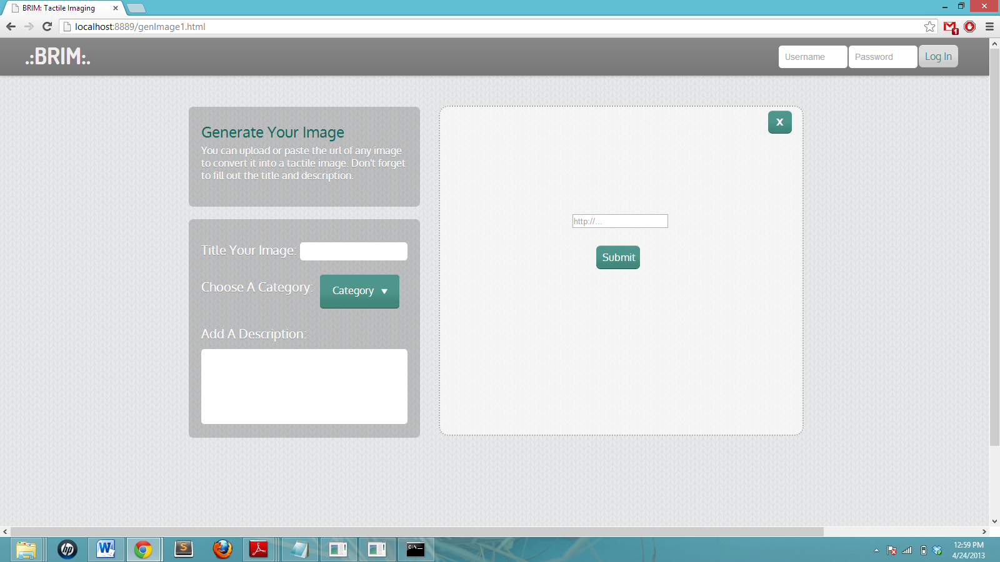 BRIM: Tactile Imaging
localhost:8889/genImage1.html
1
.:BRIM:.
Username
Password
Log In
Generate Your Image
You can upload or paste the url of any image
to convert it into a tactile image. Don't forget
to fill out the title and description.
X
http://...
Submit
Title Your Image:
Choose A Category:
Category
Add A Description:
hp
W
S
C:\_
12:59 PM
4/24/2013